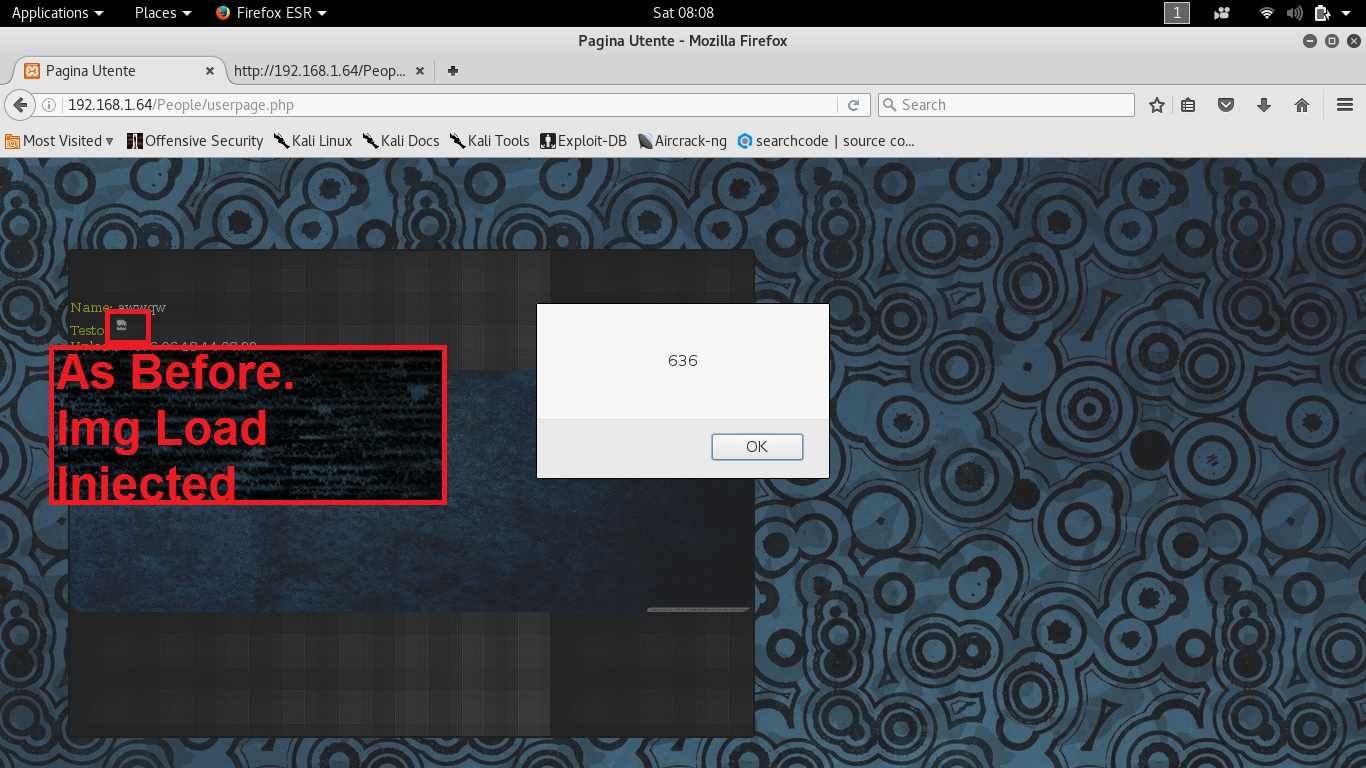 Applications Places Firefox ESR Sat 08:08 1
Pagina Utente - Mozilla Firefox
Pagina Utente http://192.168.1.64/Peop...
192.168.1.64/People/userpage.php Search
Most Visited Offensive Security Kali Linux Kali Docs Kali Tools Exploit-DB Aircrack-ng searchcode | source co...
Name: awwqw
Testo
As Before.
Img Load
Injected
636
OK